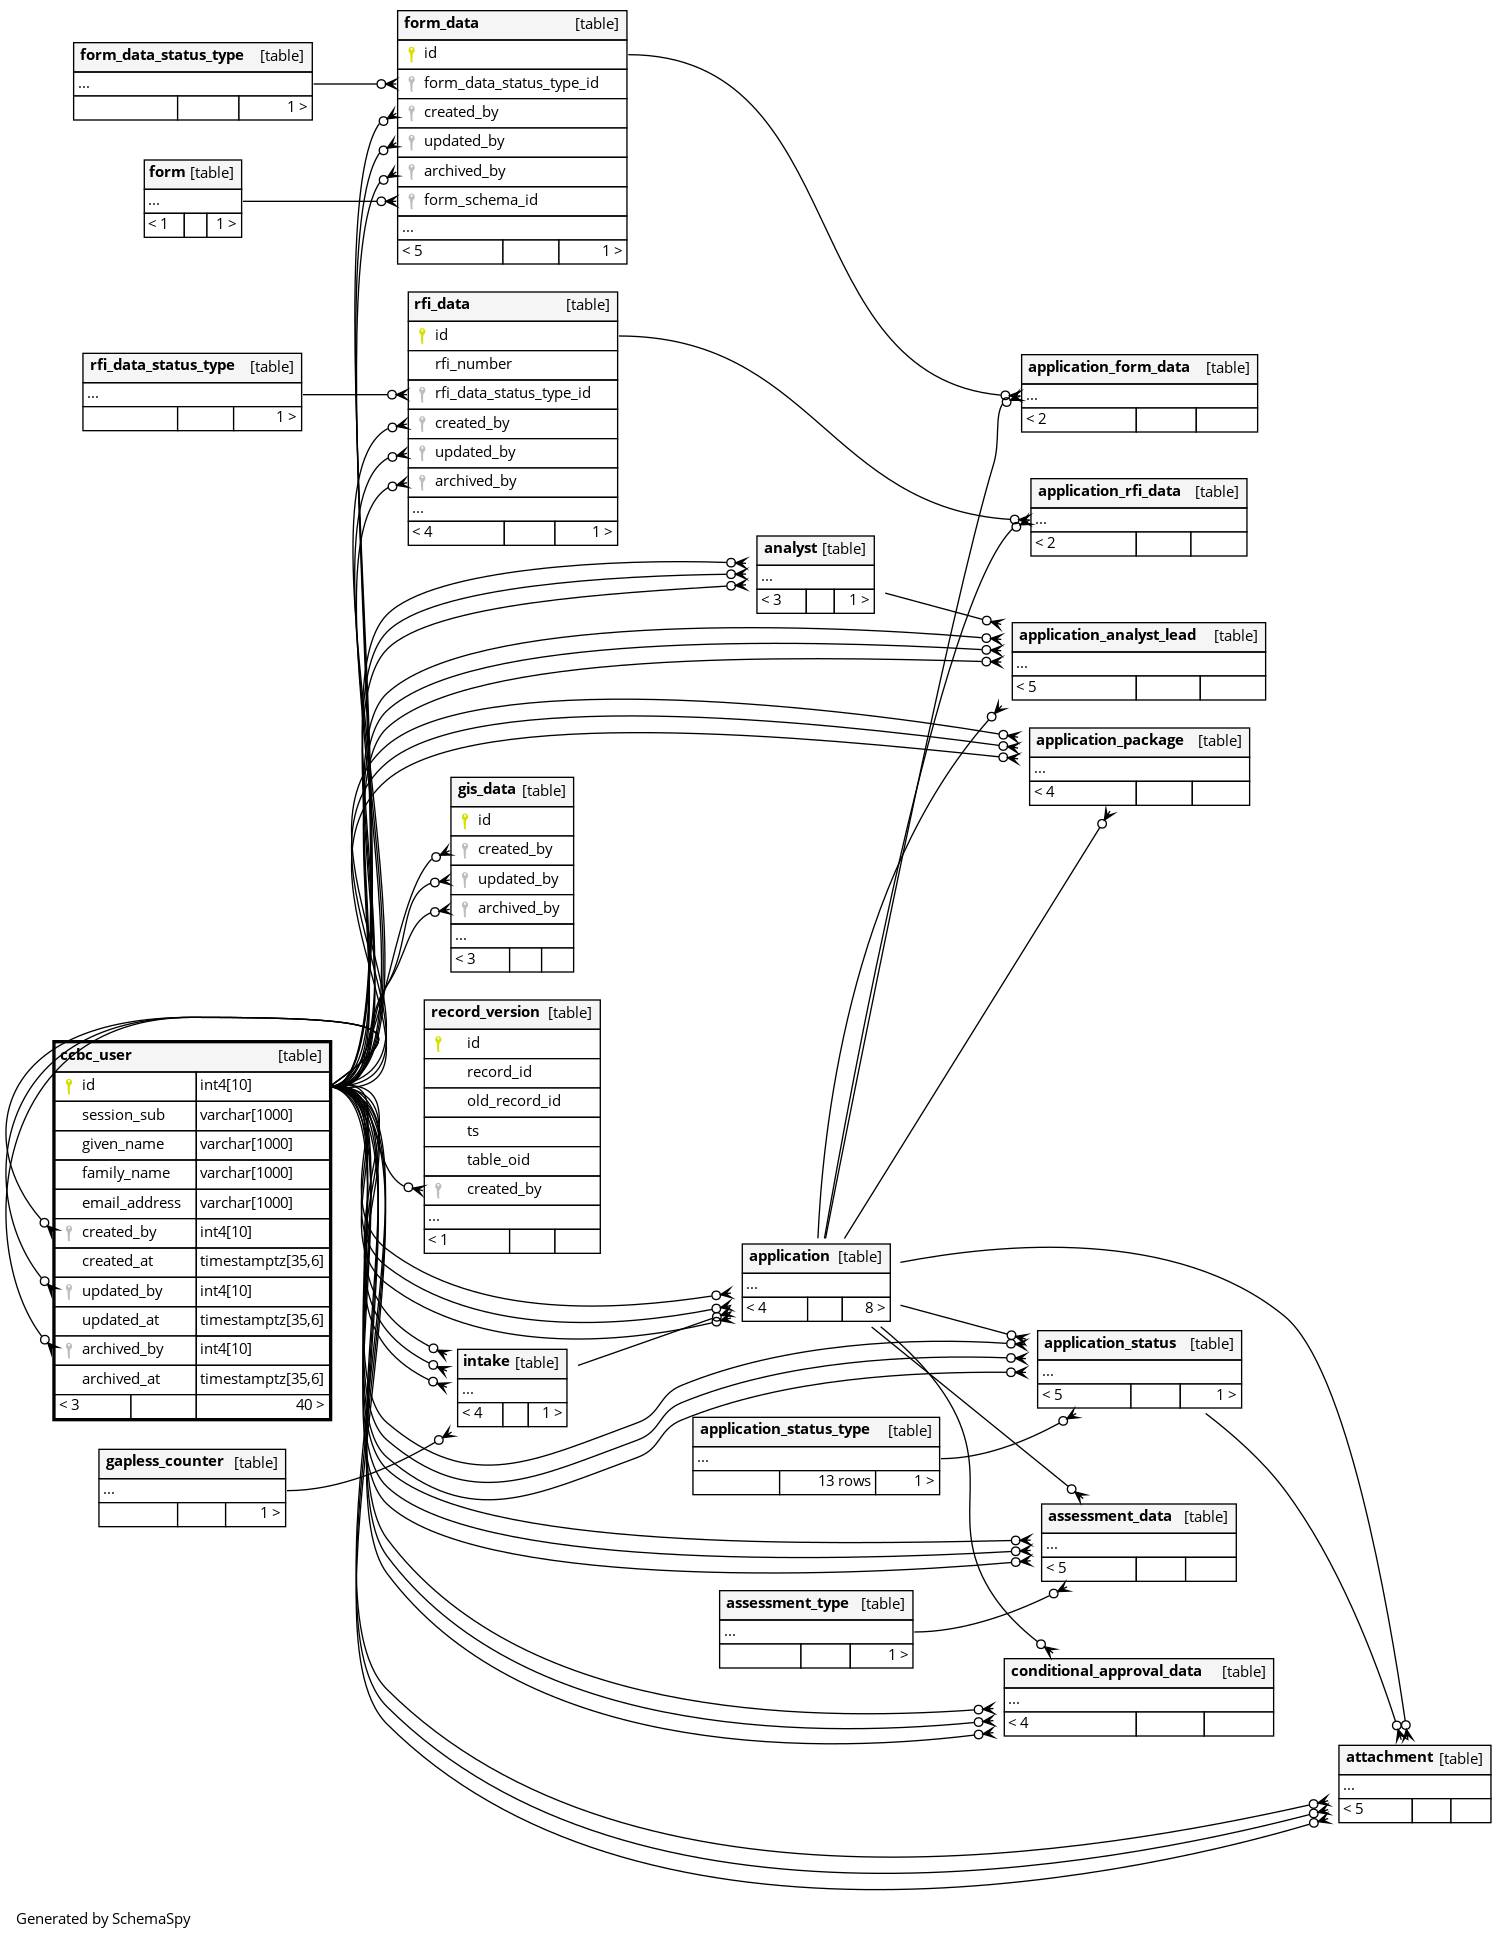 form_data [table]
id
form_data_status_type_id
created_by
updated_by
archived_by
form_schema_id
...
< 5 1 >
form_data_status_type [table]
...
1 >
form [table]
...
< 1 1 >
rfi_data [table]
id
rfi_number
rfi_data_status_type_id
created_by
updated_by
archived_by
...
< 4 1 >
rfi_data_status_type [table]
...
1 >
application_form_data [table]
...
< 2
application_rfi_data [table]
...
< 2
analyst [table]
...
< 3 1 >
application_analyst_lead [table]
...
< 5
application_package [table]
...
< 4
gis_data [table]
id
created_by
updated_by
archived_by
...
< 3
record_version [table]
id
record_id
old_record_id
ts
table_oid
created_by
...
< 1
ccbc_user [table]
id int4[10]
session_sub varchar[1000]
given_name varchar[1000]
family_name varchar[1000]
email_address varchar[1000]
created_by int4[10]
created_at timestamptz[35,6]
updated_by int4[10]
updated_at timestamptz[35,6]
archived_by int4[10]
archived_at timestamptz[35,6]
< 3 40 >
application [table]
...
< 4 8 >
intake [table]
...
< 4 1 >
application_status [table]
...
< 5 1 >
application_status_type [table]
...
13 rows 1 >
gapless_counter [table]
...
1 >
assessment_data [table]
...
< 5
assessment_type [table]
...
1 >
conditional_approval_data [table]
...
< 4
attachment [table]
...
< 5
Generated by SchemaSpy